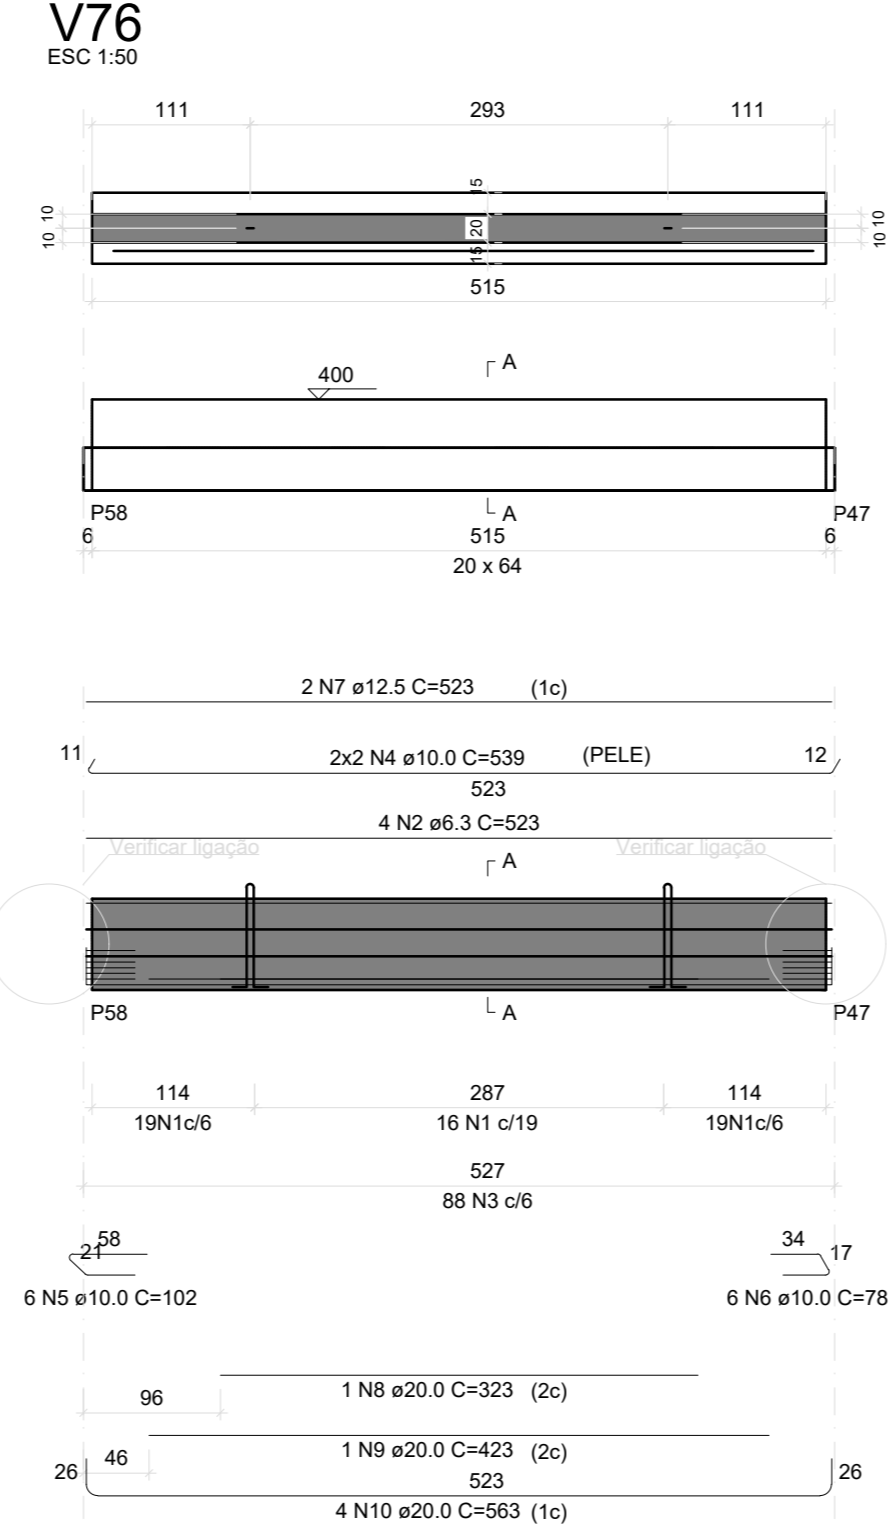 V76
ESC 1:50
111 293 111
15
10 20 10
10 10
15
515
A
400
A
P58 P47
6 515 6
20 x 64
2 N7 ø12.5 C=523 (1c)
11 2x2 N4 ø10.0 C=539 (PELE) 12
523
4 N2 ø6.3 C=523
Verificar ligação Verificar ligação
A
P58 A P47
114 287 114
19N1c/6 16 N1 c/19 19N1c/6
527
88 N3 c/6
58 34
21 17
6 N5 ø10.0 C=102 6 N6 ø10.0 C=78
1 N8 ø20.0 C=323 (2c)
96
1 N9 ø20.0 C=423 (2c)
46
26 523 26
4 N10 ø20.0 C=563 (1c)